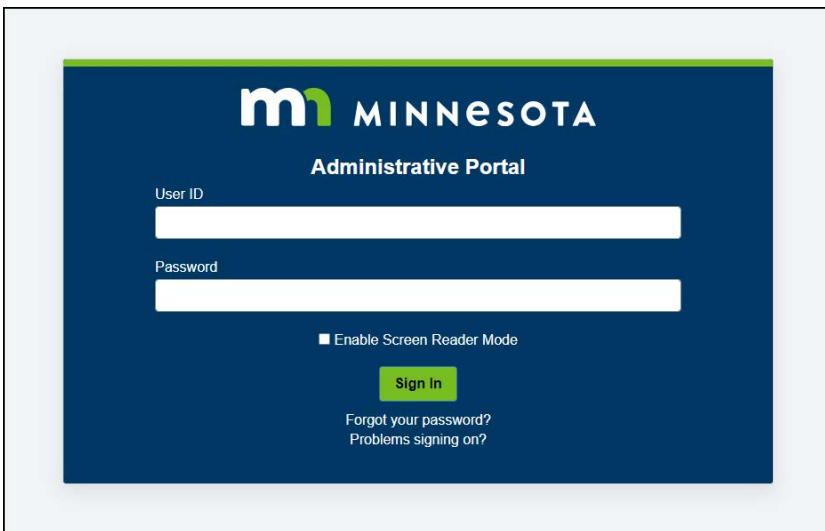 mn MINNESOTA
Administrative Portal
User ID
Password
Enable Screen Reader Mode
Sign In
Forgot your password?
Problems signing on?